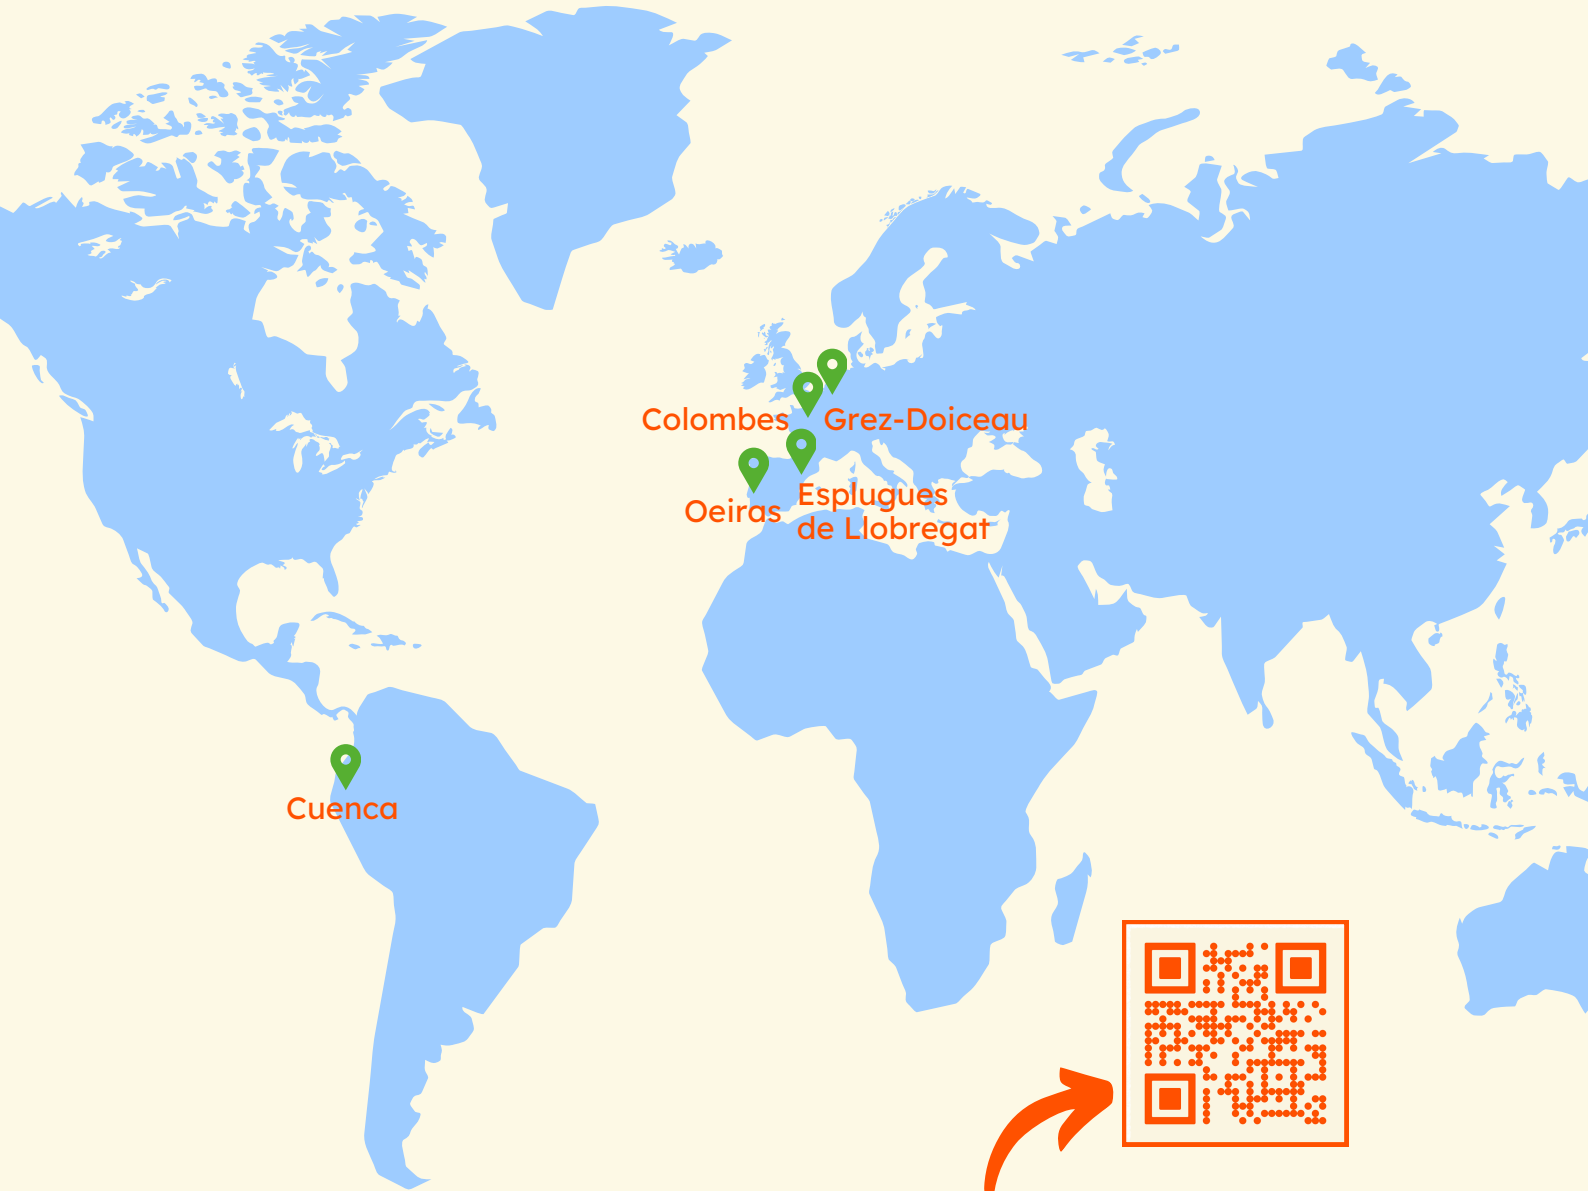 Colombes
Grez-Doiceau
Oeiras
Esplugues
de Llobregat
Cuenca